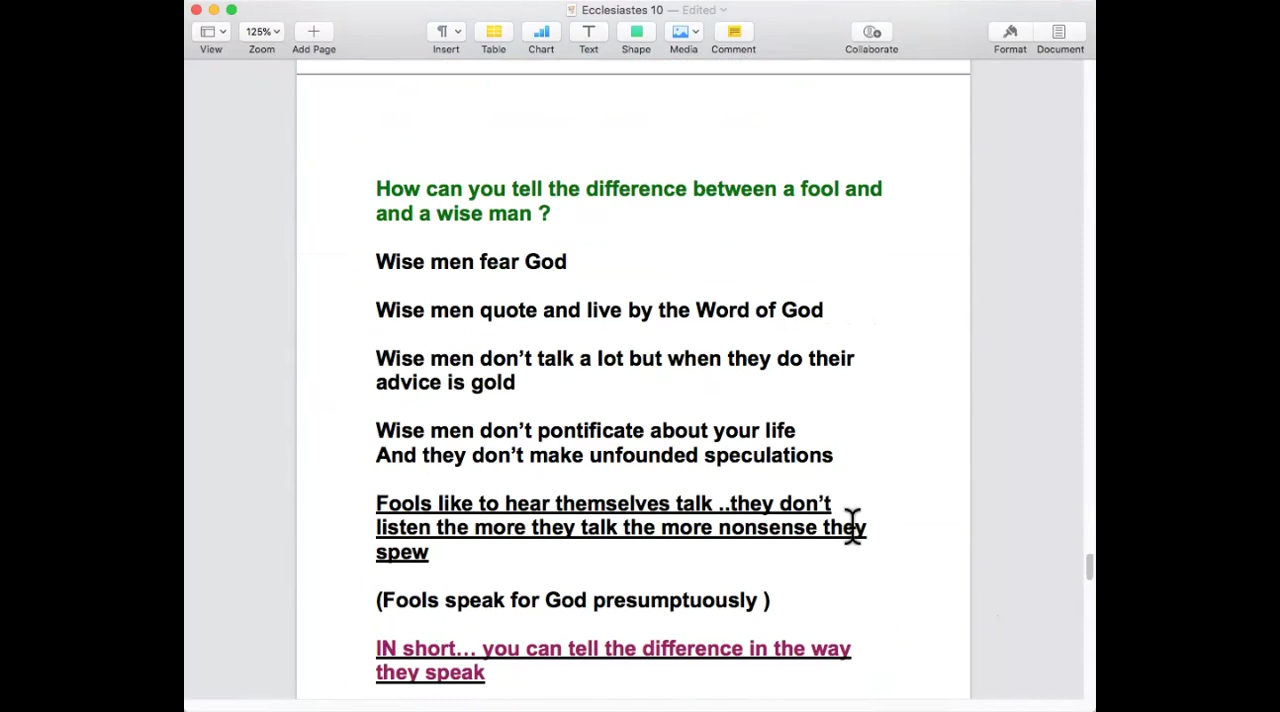 Ecclesiastes 10 — Edited
125%
View
Zoom
Add Page
Insert
Table
Chart
Text
Shape
Media
Comment
Collaborate
Format
Document
How can you tell the difference between a fool and
and a wise man ?
Wise men fear God
Wise men quote and live by the Word of God
Wise men don’t talk a lot but when they do their
advice is gold
Wise men don’t pontificate about your life
And they don’t make unfounded speculations
Fools like to hear themselves talk ..they don’t
listen the more they talk the more nonsense they
spew
(Fools speak for God presumptuously )
IN short… you can tell the difference in the way
they speak